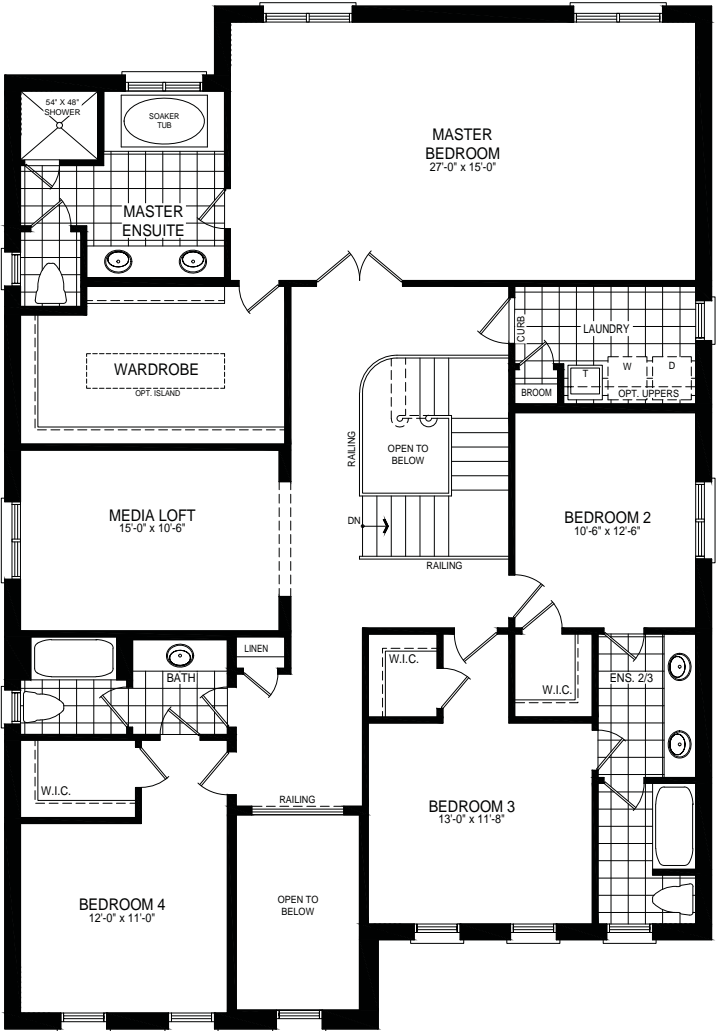 54" X 48"
SHOWER
SOAKER
TUB
MASTER
BEDROOM
27'-0" x 15'-0"
MASTER
ENSUITE
CURB
LAUNDRY
WARDROBE
OPT. ISLAND
T
W
D
BROOM
OPT. UPPERS
RAILING
OPEN TO
BELOW
MEDIA LOFT
15'-0" x 10'-6"
BEDROOM 2
10'-6" x 12'-6"
DN
RAILING
LINEN
BATH
W.I.C.
W.I.C.
ENS. 2/3
W.I.C.
RAILING
BEDROOM 3
13'-0" x 11'-8"
BEDROOM 4
12'-0" x 11'-0"
OPEN TO
BELOW